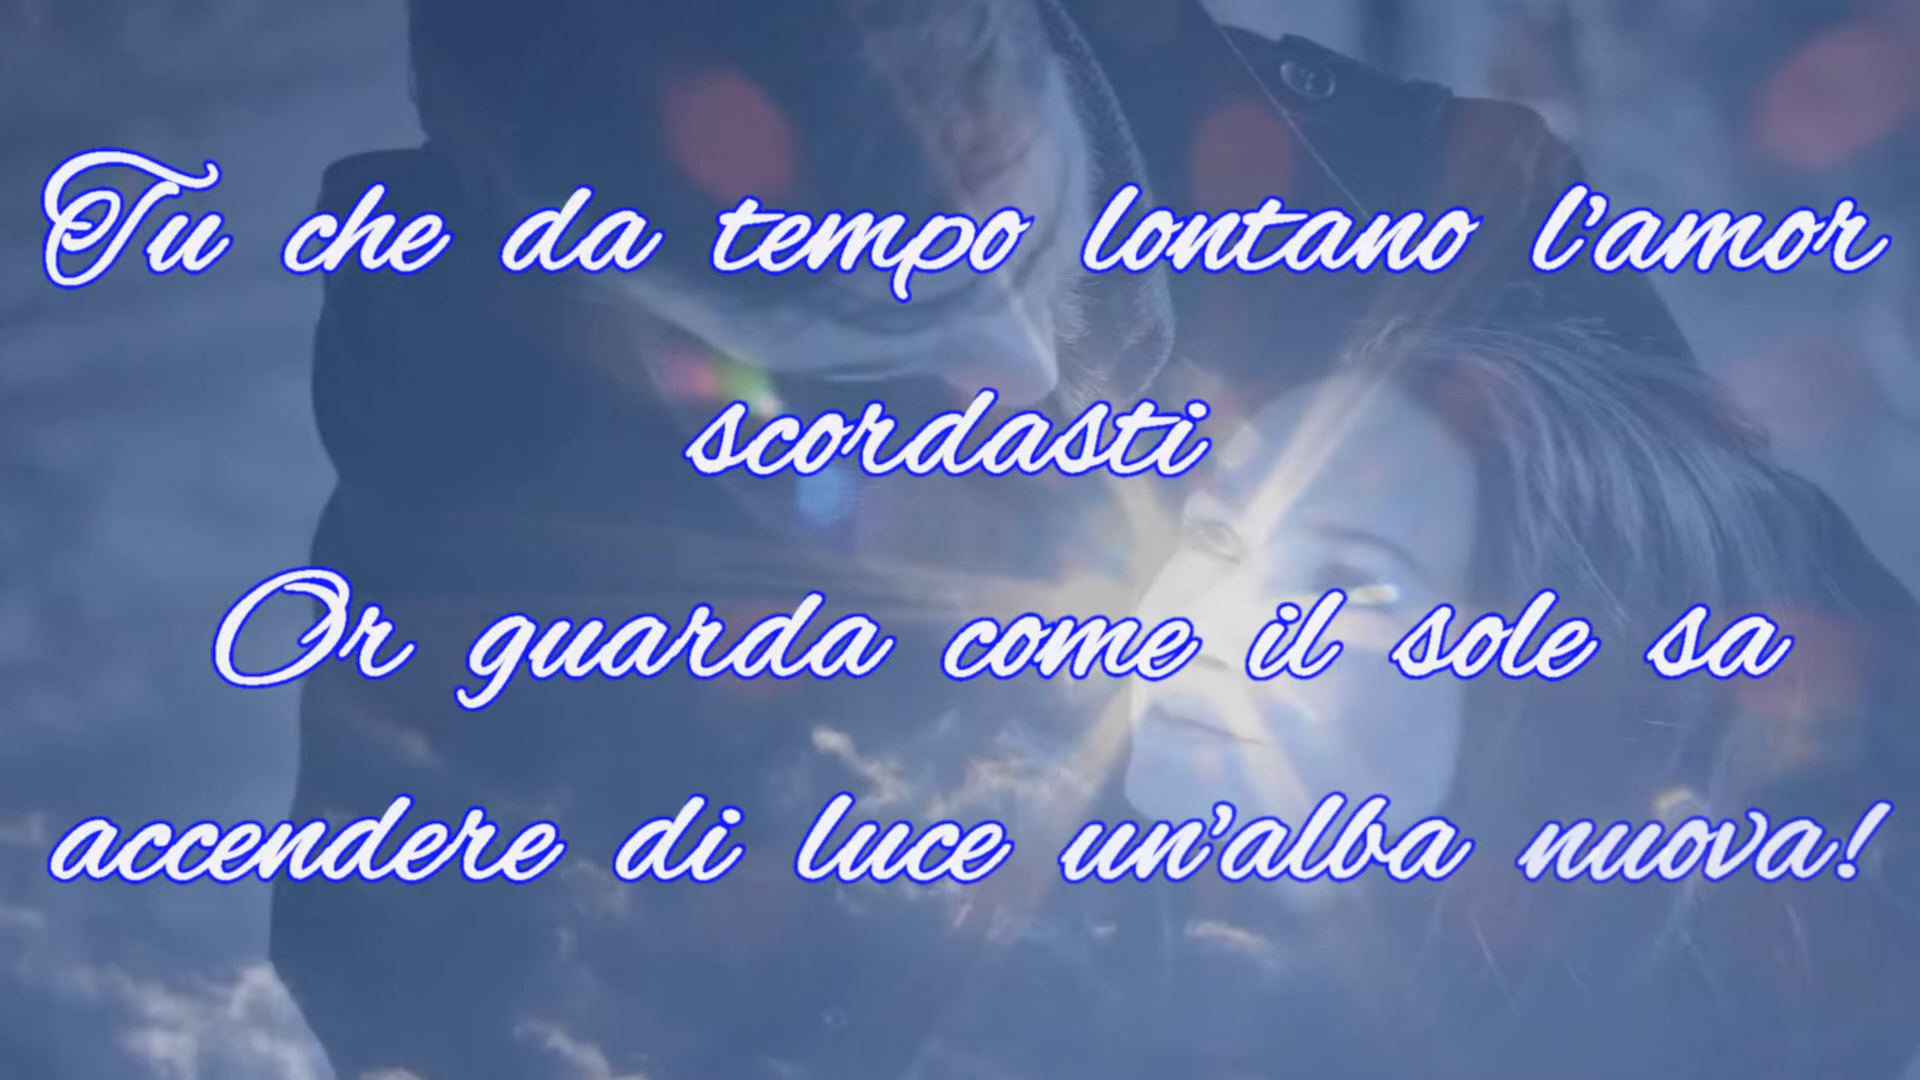 Tu che da tempo lontano l'amor
scordasti
Or guarda come il sole sa
accendere di luce un'alba nuova!